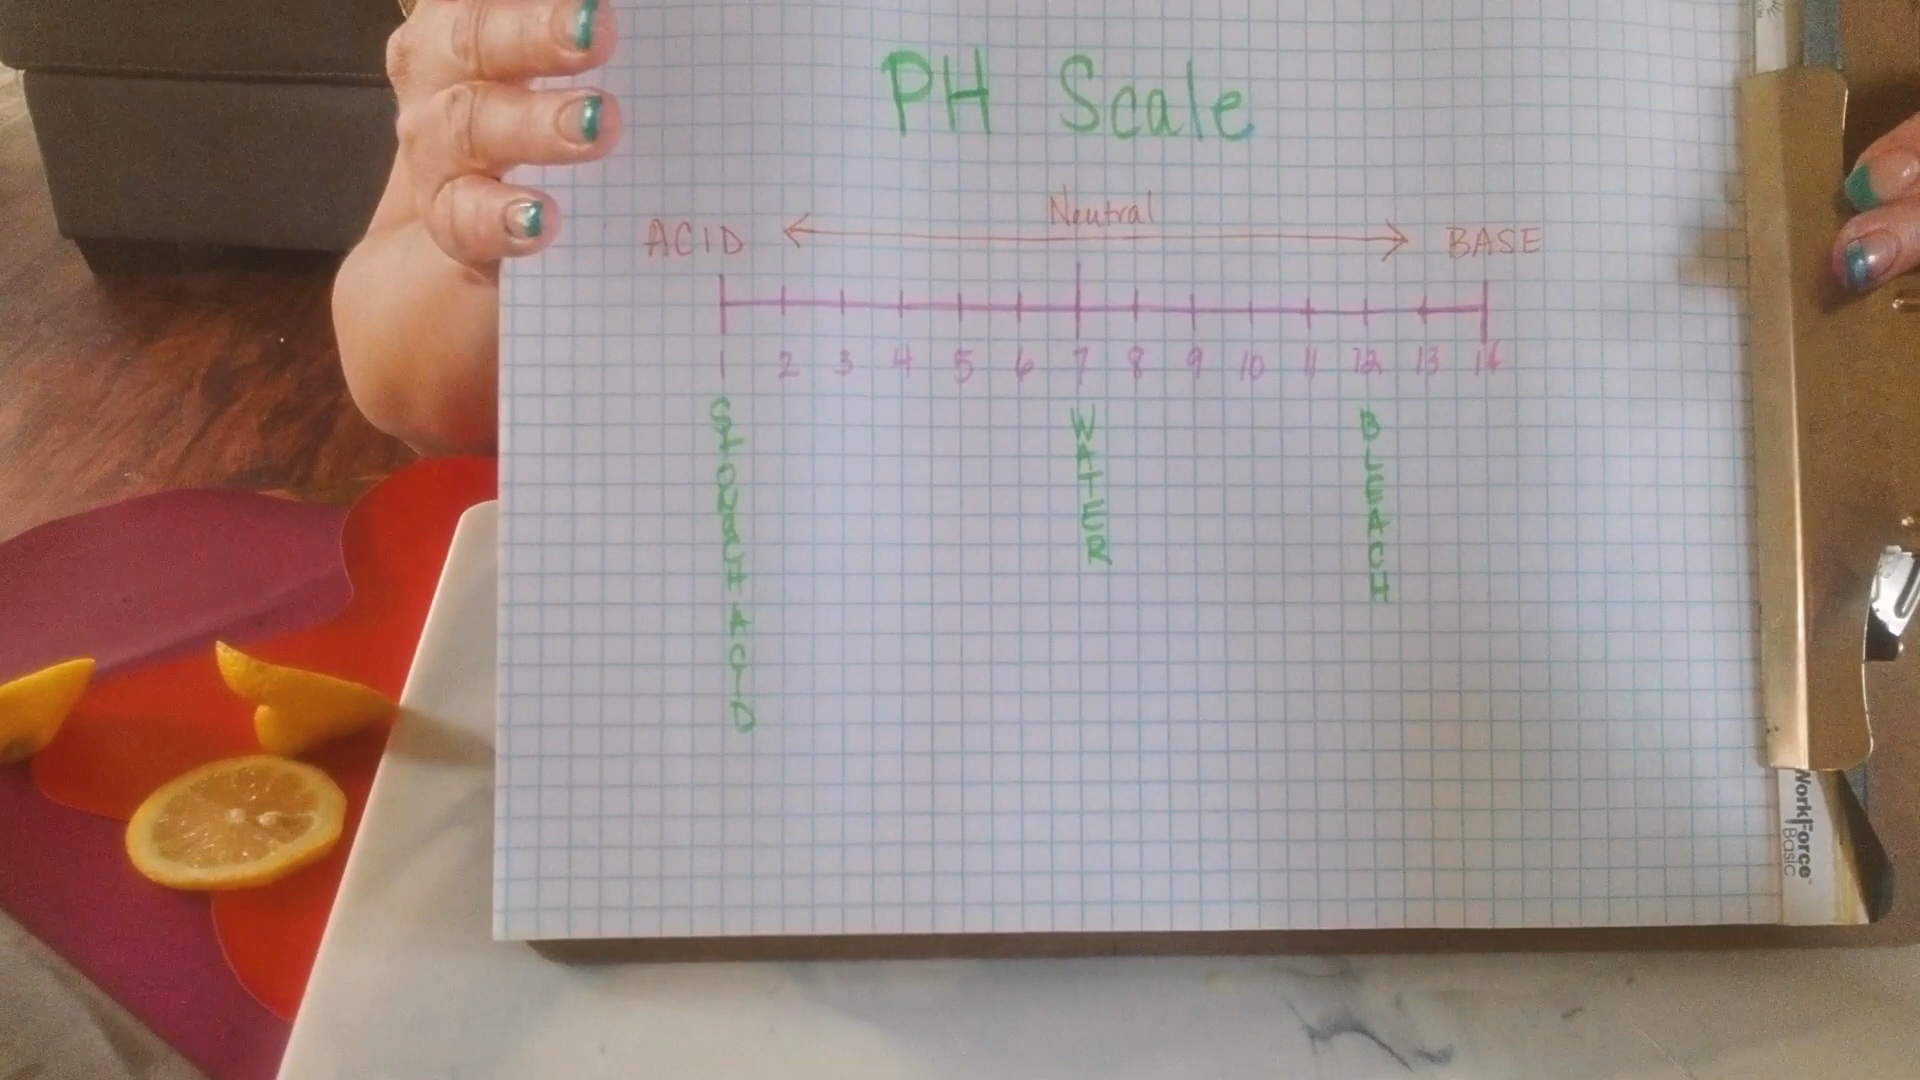 PH Scale
Neutral
ACID
BASE
1 2 3 4 5 6 7 8 9 10 11 12 13 14
STOMACH ACID
WATER
BLEACH
WorkForce
Basic